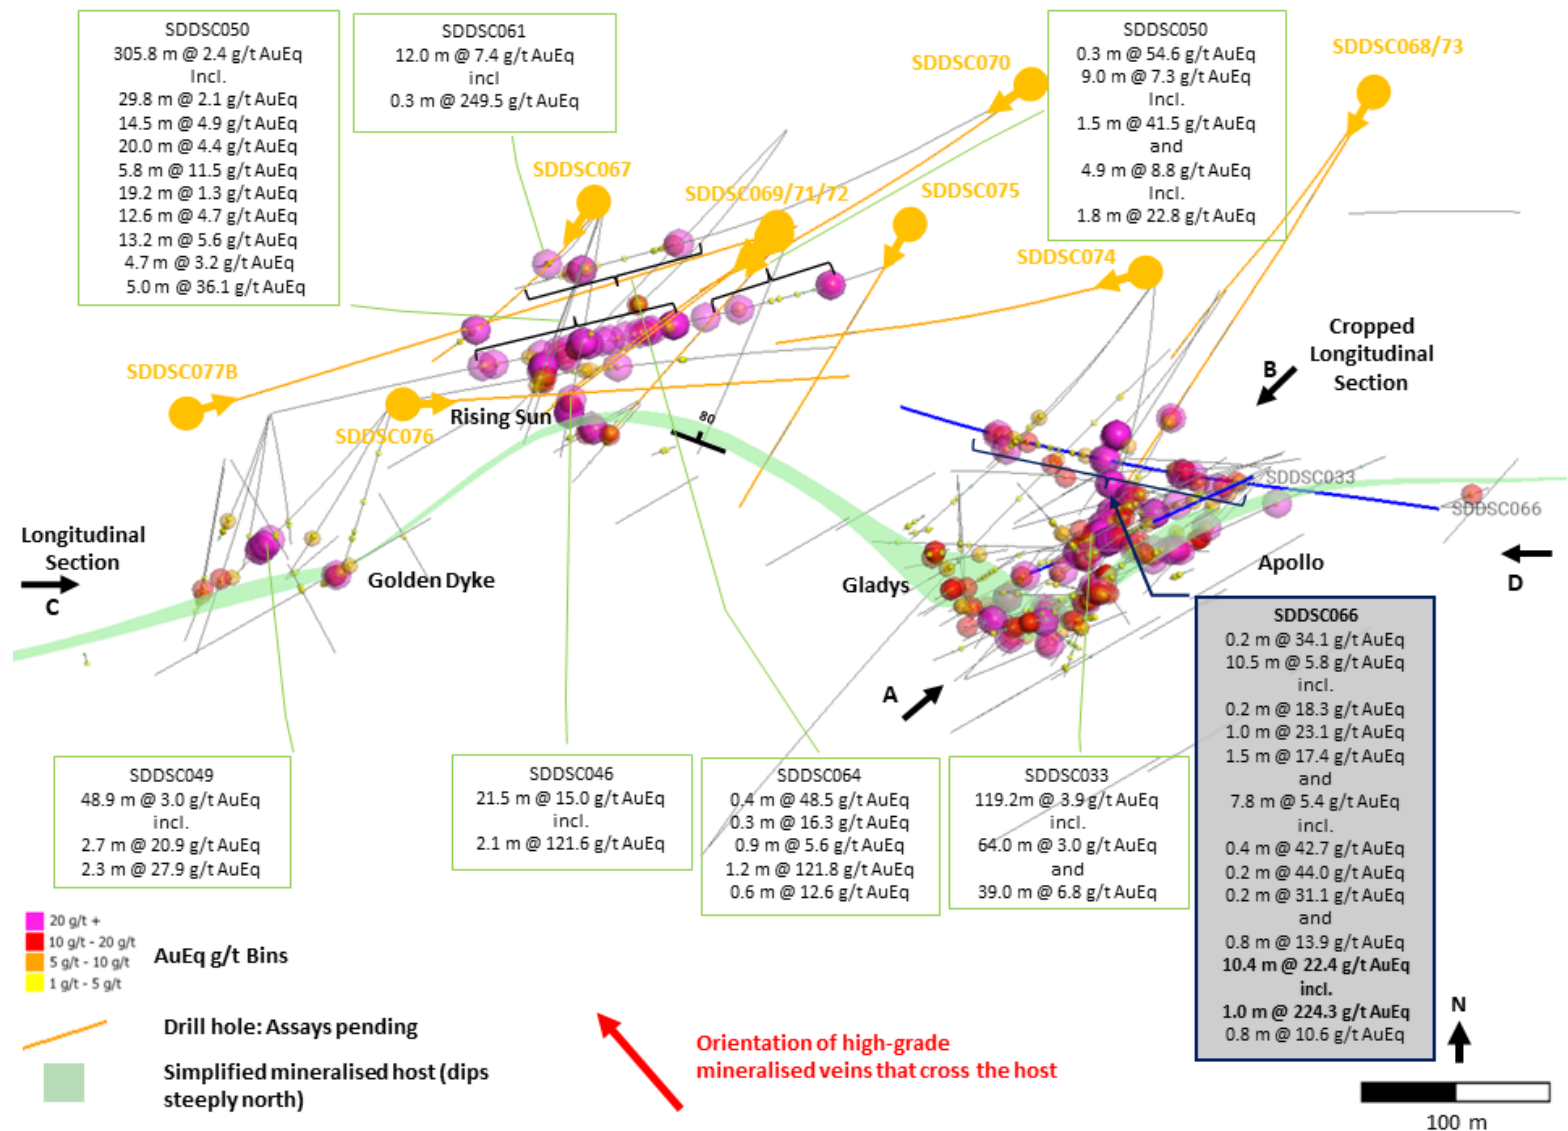 SDDSC050
305.8 m @ 2.4 g/t AuEq
Incl.
29.8 m @ 2.1 g/t AuEq
14.5 m @ 4.9 g/t AuEq
20.0 m @ 4.4 g/t AuEq
5.8 m @ 11.5 g/t AuEq
19.2 m @ 1.3 g/t AuEq
12.6 m @ 4.7 g/t AuEq
13.2 m @ 5.6 g/t AuEq
4.7 m @ 3.2 g/t AuEq
5.0 m @ 36.1 g/t AuEq
SDDSC061
12.0 m @ 7.4 g/t AuEq
incl
0.3 m @ 249.5 g/t AuEq
SDDSC070
SDDSC050
0.3 m @ 54.6 g/t AuEq
9.0 m @ 7.3 g/t AuEq
Incl.
1.5 m @ 41.5 g/t AuEq
and
4.9 m @ 8.8 g/t AuEq
Incl.
1.8 m @ 22.8 g/t AuEq
SDDSC068/73
SDDSC067
SDDSC069/71/72
SDDSC075
SDDSC074
Cropped
Longitudinal
Section
B
SDDSC077B
SDDSC076
Rising Sun
80
SDDSC033
SDDSC066
Longitudinal
Section
C
Golden Dyke
Gladys
Apollo
D
A
SDDSC066
0.2 m @ 34.1 g/t AuEq
10.5 m @ 5.8 g/t AuEq
incl.
0.2 m @ 18.3 g/t AuEq
1.0 m @ 23.1 g/t AuEq
1.5 m @ 17.4 g/t AuEq
and
7.8 m @ 5.4 g/t AuEq
incl.
0.4 m @ 42.7 g/t AuEq
0.2 m @ 44.0 g/t AuEq
0.2 m @ 31.1 g/t AuEq
and
0.8 m @ 13.9 g/t AuEq
10.4 m @ 22.4 g/t AuEq
incl.
1.0 m @ 224.3 g/t AuEq
0.8 m @ 10.6 g/t AuEq
SDDSC049
48.9 m @ 3.0 g/t AuEq
incl.
2.7 m @ 20.9 g/t AuEq
2.3 m @ 27.9 g/t AuEq
SDDSC046
21.5 m @ 15.0 g/t AuEq
incl.
2.1 m @ 121.6 g/t AuEq
SDDSC064
0.4 m @ 48.5 g/t AuEq
0.3 m @ 16.3 g/t AuEq
0.9 m @ 5.6 g/t AuEq
1.2 m @ 121.8 g/t AuEq
0.6 m @ 12.6 g/t AuEq
SDDSC033
119.2m @ 3.9 g/t AuEq
incl.
64.0 m @ 3.0 g/t AuEq
and
39.0 m @ 6.8 g/t AuEq
20 g/t +
10 g/t - 20 g/t
5 g/t - 10 g/t
1 g/t - 5 g/t
AuEq g/t Bins
Drill hole: Assays pending
Simplified mineralised host (dips
steeply north)
Orientation of high-grade
mineralised veins that cross the host
N
100 m